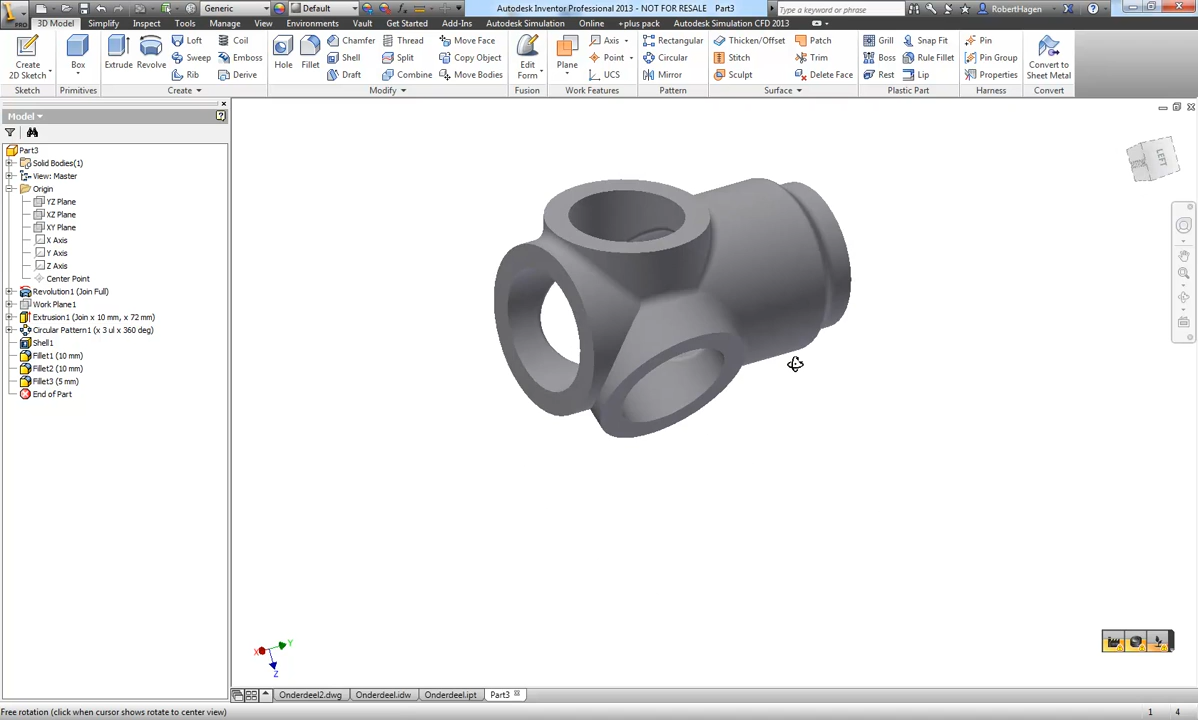 Generic
Default
Autodesk Inventor Professional 2013 - NOT FOR RESALE Part3
Type a keyword or phrase
RobertHagen
PRO
3D Model Simplify Inspect Tools Manage View Environments Vault Get Started Add-Ins Autodesk Simulation Online +plus pack Autodesk Simulation CFD 2013
Create
2D Sketch
Box
Extrude
Revolve
Loft
Sweep
Rib
Coil
Emboss
Derive
Hole
Fillet
Chamfer
Shell
Draft
Thread
Split
Combine
Move Face
Copy Object
Move Bodies
Edit
Form
Plane
Axis
Point
UCS
Rectangular
Circular
Mirror
Thicken/Offset
Stitch
Sculpt
Patch
Trim
Delete Face
Grill
Boss
Rest
Snap Fit
Rule Fillet
Lip
Pin
Pin Group
Properties
Convert to
Sheet Metal
Sketch Primitives Create Modify Fusion Work Features Pattern Surface Plastic Part Harness Convert
Model
Part3
Solid Bodies(1)
View: Master
Origin
YZ Plane
XZ Plane
XY Plane
X Axis
Y Axis
Z Axis
Center Point
Revolution1 (Join Full)
Work Plane1
Extrusion1 (Join x 10 mm, x 72 mm)
Circular Pattern1 (x 3 ul x 360 deg)
Shell1
Fillet1 (10 mm)
Fillet2 (10 mm)
Fillet3 (5 mm)
End of Part
LEFT
X
Y
Z
Onderdeel2.dwg Onderdeel.idw Onderdeel.ipt Part3
Free rotation (click when cursor shows rotate to center view) 1 4